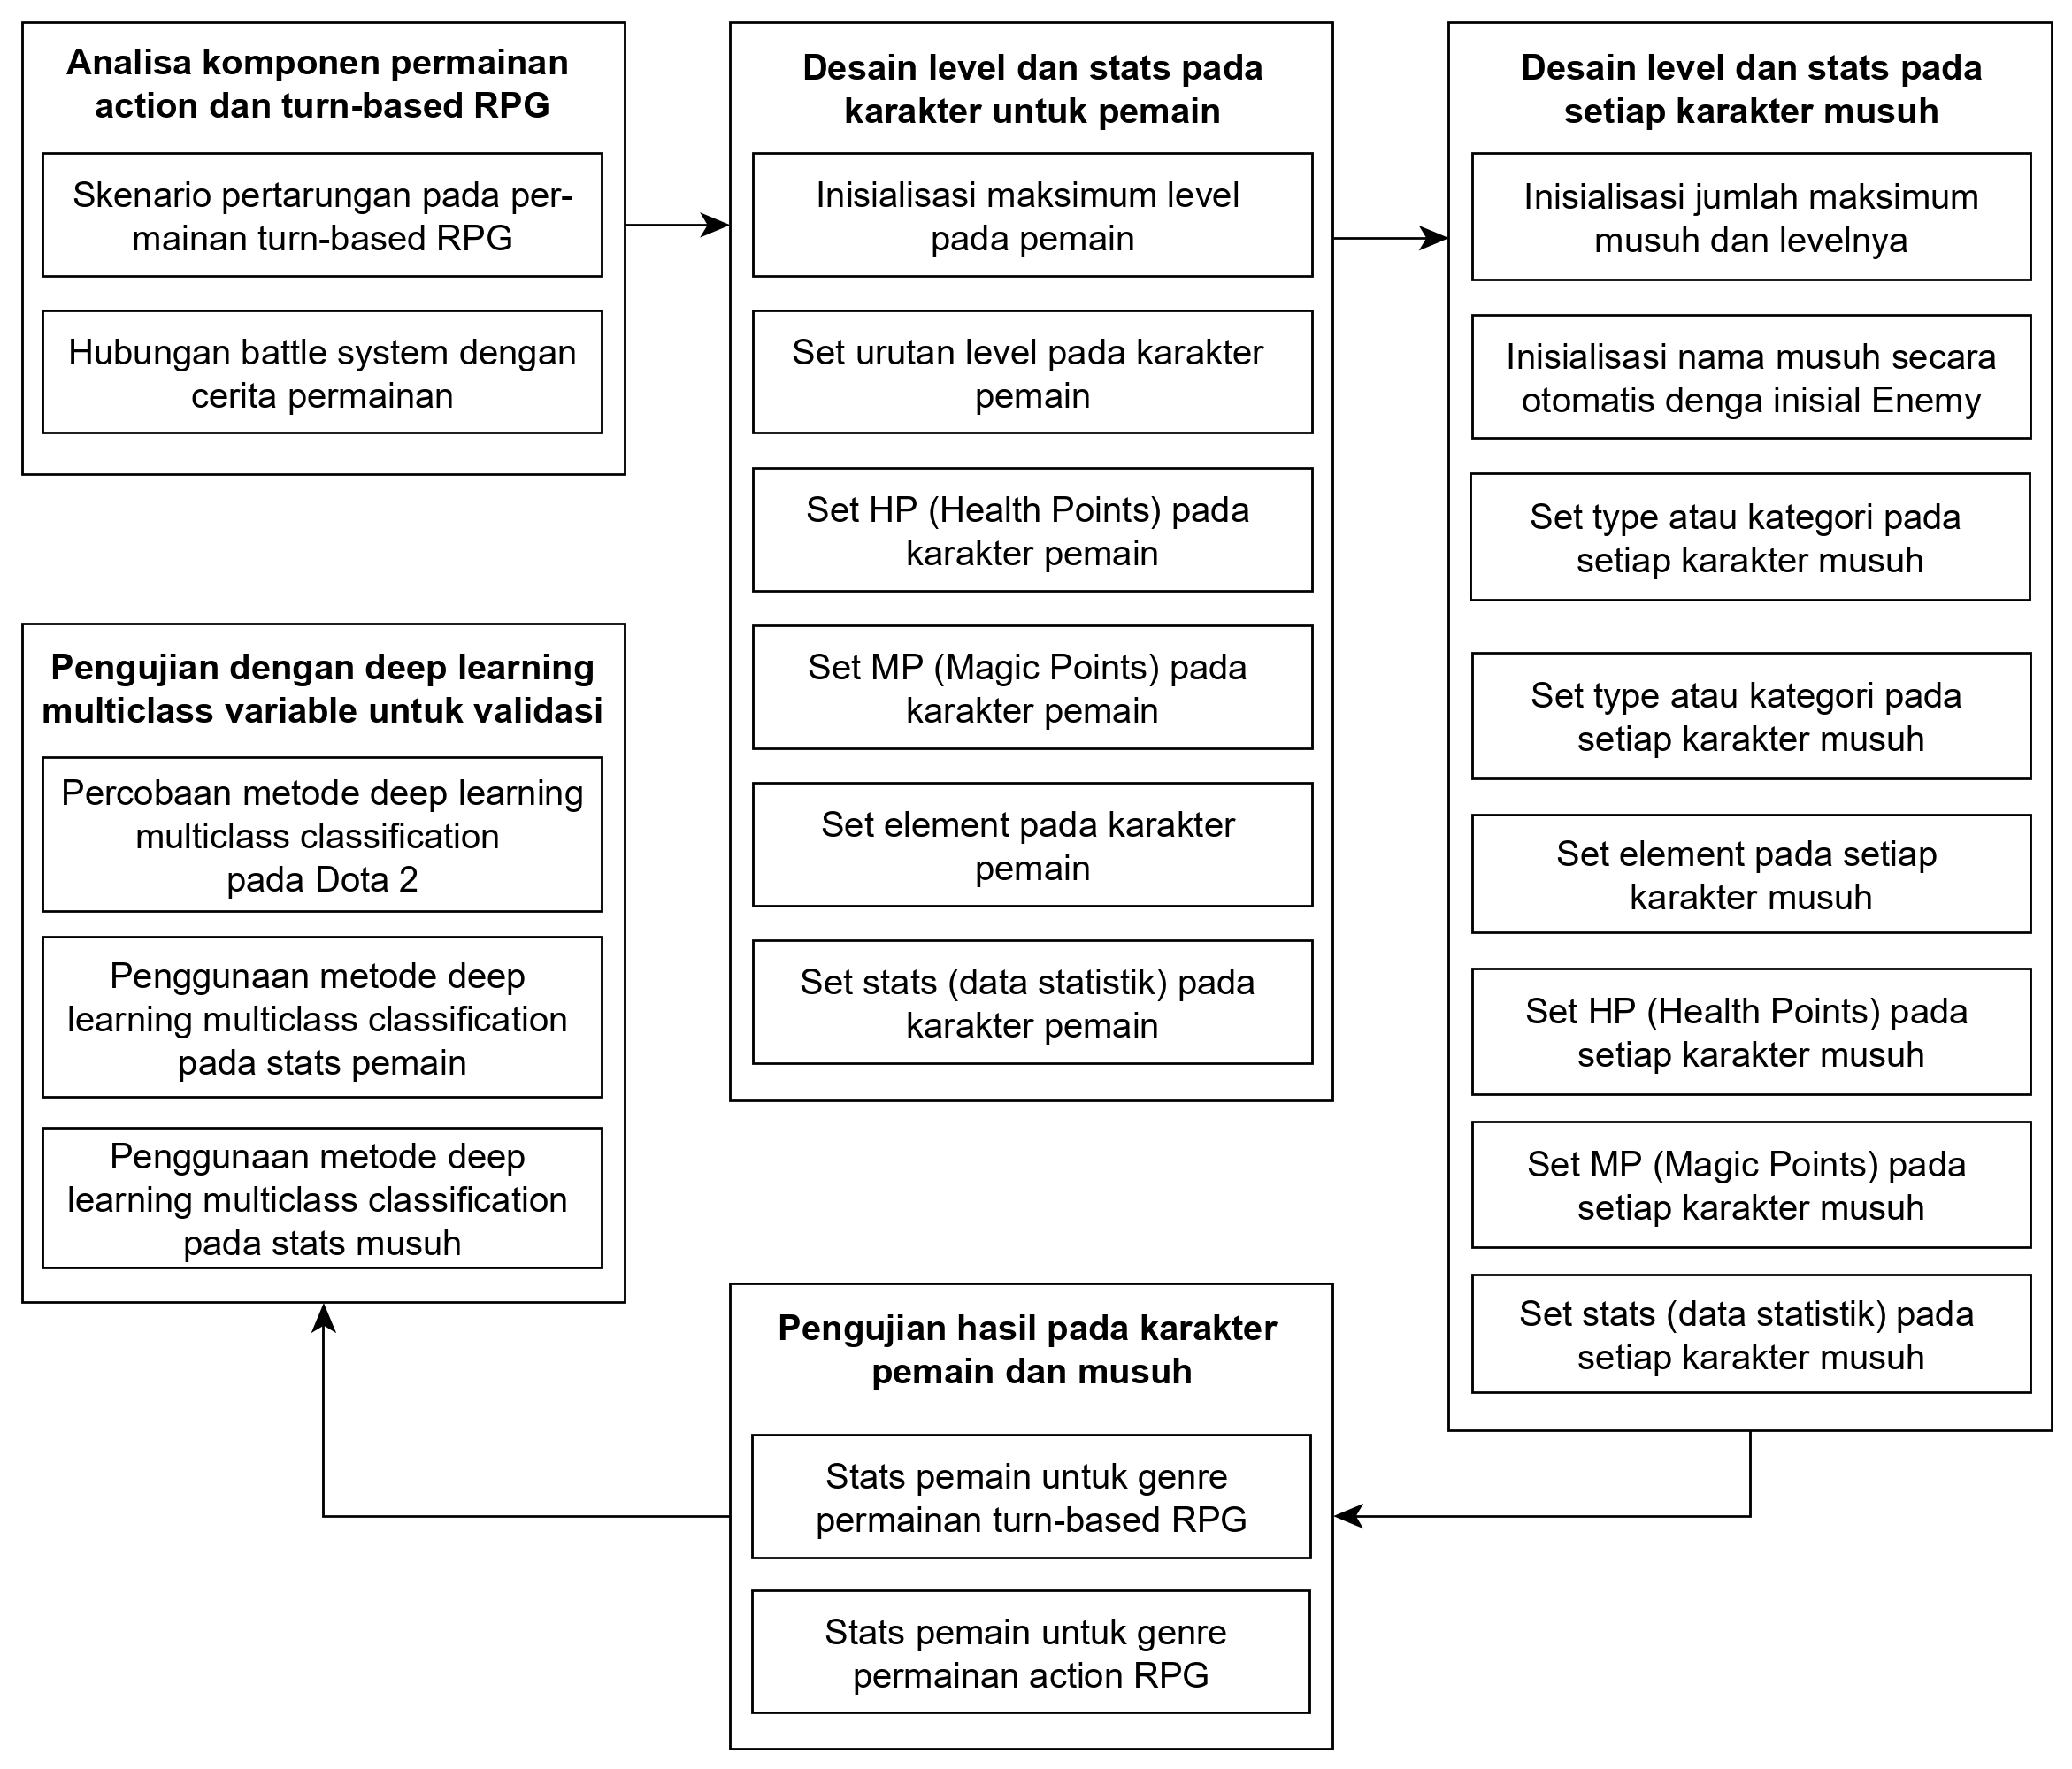 Analisa komponen permainan
action dan turn-based RPG
Skenario pertarungan pada per-
mainan turn-based RPG
Hubungan battle system dengan
cerita permainan
Desain level dan stats pada
karakter untuk pemain
Inisialisasi maksimum level
pada pemain
Set urutan level pada karakter
pemain
Set HP (Health Points) pada
karakter pemain
Set MP (Magic Points) pada
karakter pemain
Set element pada karakter
pemain
Set stats (data statistik) pada
karakter pemain
Desain level dan stats pada
setiap karakter musuh
Inisialisasi jumlah maksimum
musuh dan levelnya
Inisialisasi nama musuh secara
otomatis denga inisial Enemy
Set type atau kategori pada
setiap karakter musuh
Set type atau kategori pada
setiap karakter musuh
Set element pada setiap
karakter musuh
Set HP (Health Points) pada
setiap karakter musuh
Set MP (Magic Points) pada
setiap karakter musuh
Set stats (data statistik) pada
setiap karakter musuh
Pengujian hasil pada karakter
pemain dan musuh
Stats pemain untuk genre
permainan turn-based RPG
Stats pemain untuk genre
permainan action RPG
Pengujian dengan deep learning
multiclass variable untuk validasi
Percobaan metode deep learning
multiclass classification
pada Dota 2
Penggunaan metode deep
learning multiclass classification
pada stats pemain
Penggunaan metode deep
learning multiclass classification
pada stats musuh